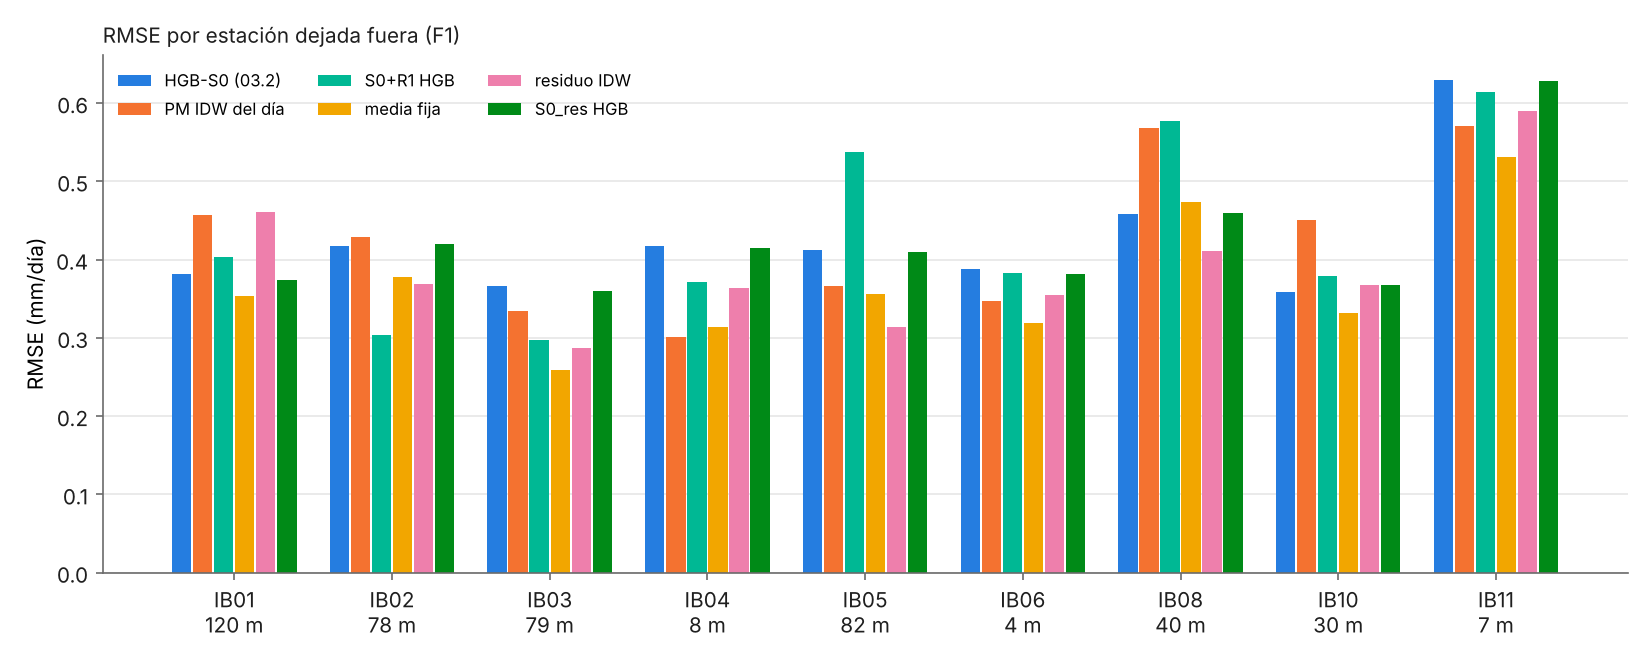 RMSE por estación dejada fuera (F1)
HGB-S0 (03.2)
PM IDW del día
S0+R1 HGB
media fija
residuo IDW
S0_res HGB
RMSE (mm/día)
0.6
0.5
0.4
0.3
0.2
0.1
0.0
IB01 IB02 IB03 IB04 IB05 IB06 IB08 IB10 IB11
120 m 78 m 79 m 8 m 82 m 4 m 40 m 30 m 7 m